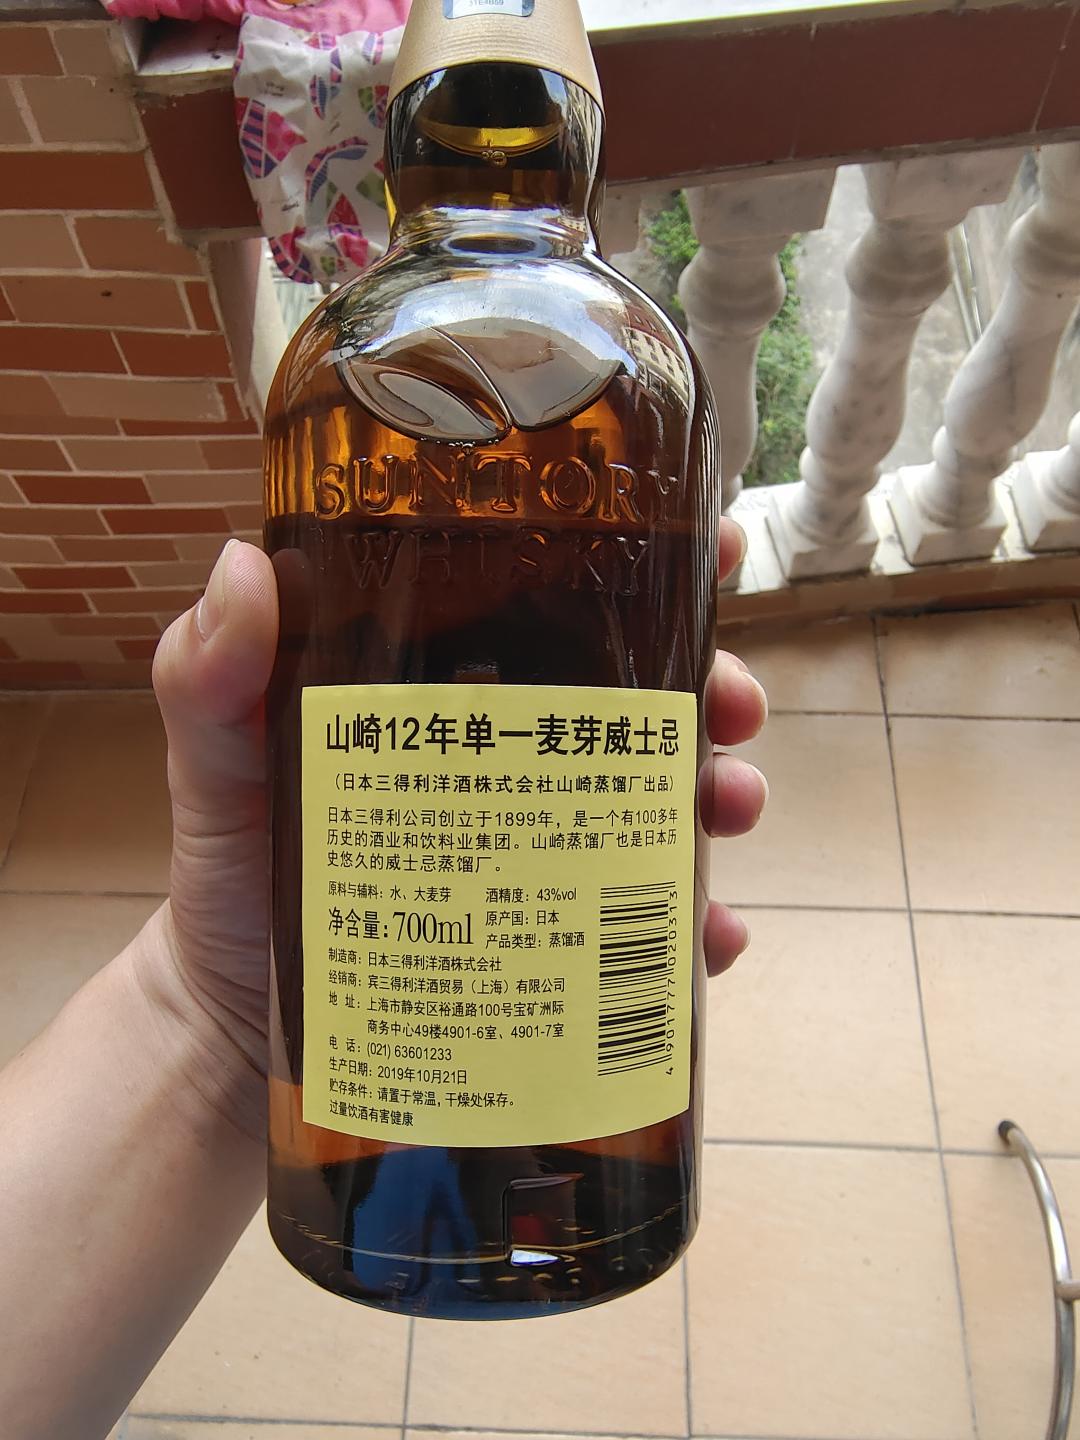 SUNTORY
WHISKY
山崎12年单一麦芽威士忌
（日本三得利洋酒株式会社山崎蒸馏厂出品）
日本三得利公司创立于1899年，是一个有100多年
历史的酒业和饮料业集团。山崎蒸馏厂也是日本历
史悠久的威士忌蒸馏厂。
原料与辅料：水、大麦芽
酒精度：43%vol
净含量：700ml
原产国：日本
产品类型：蒸馏酒
制造商：日本三得利洋酒株式会社
经销商：宾三得利洋酒贸易（上海）有限公司
地 址：上海市静安区裕通路100号宝矿洲际
商务中心49楼4901-6室、4901-7室
电 话：(021) 63601233
生产日期：2019年10月21日
贮存条件：请置于常温，干燥处保存。
过量饮酒有害健康
4 901777 020313